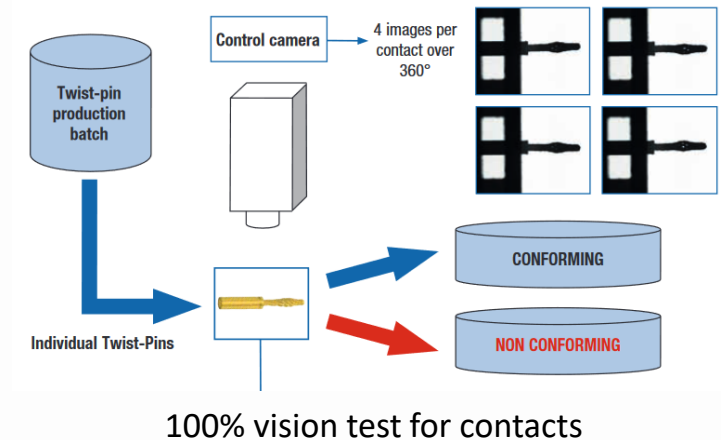 Control camera
4 images per
contact over
360°
Twist-pin
production
batch
CONFORMING
Individual Twist-Pins
NON CONFORMING
100% vision test for contacts